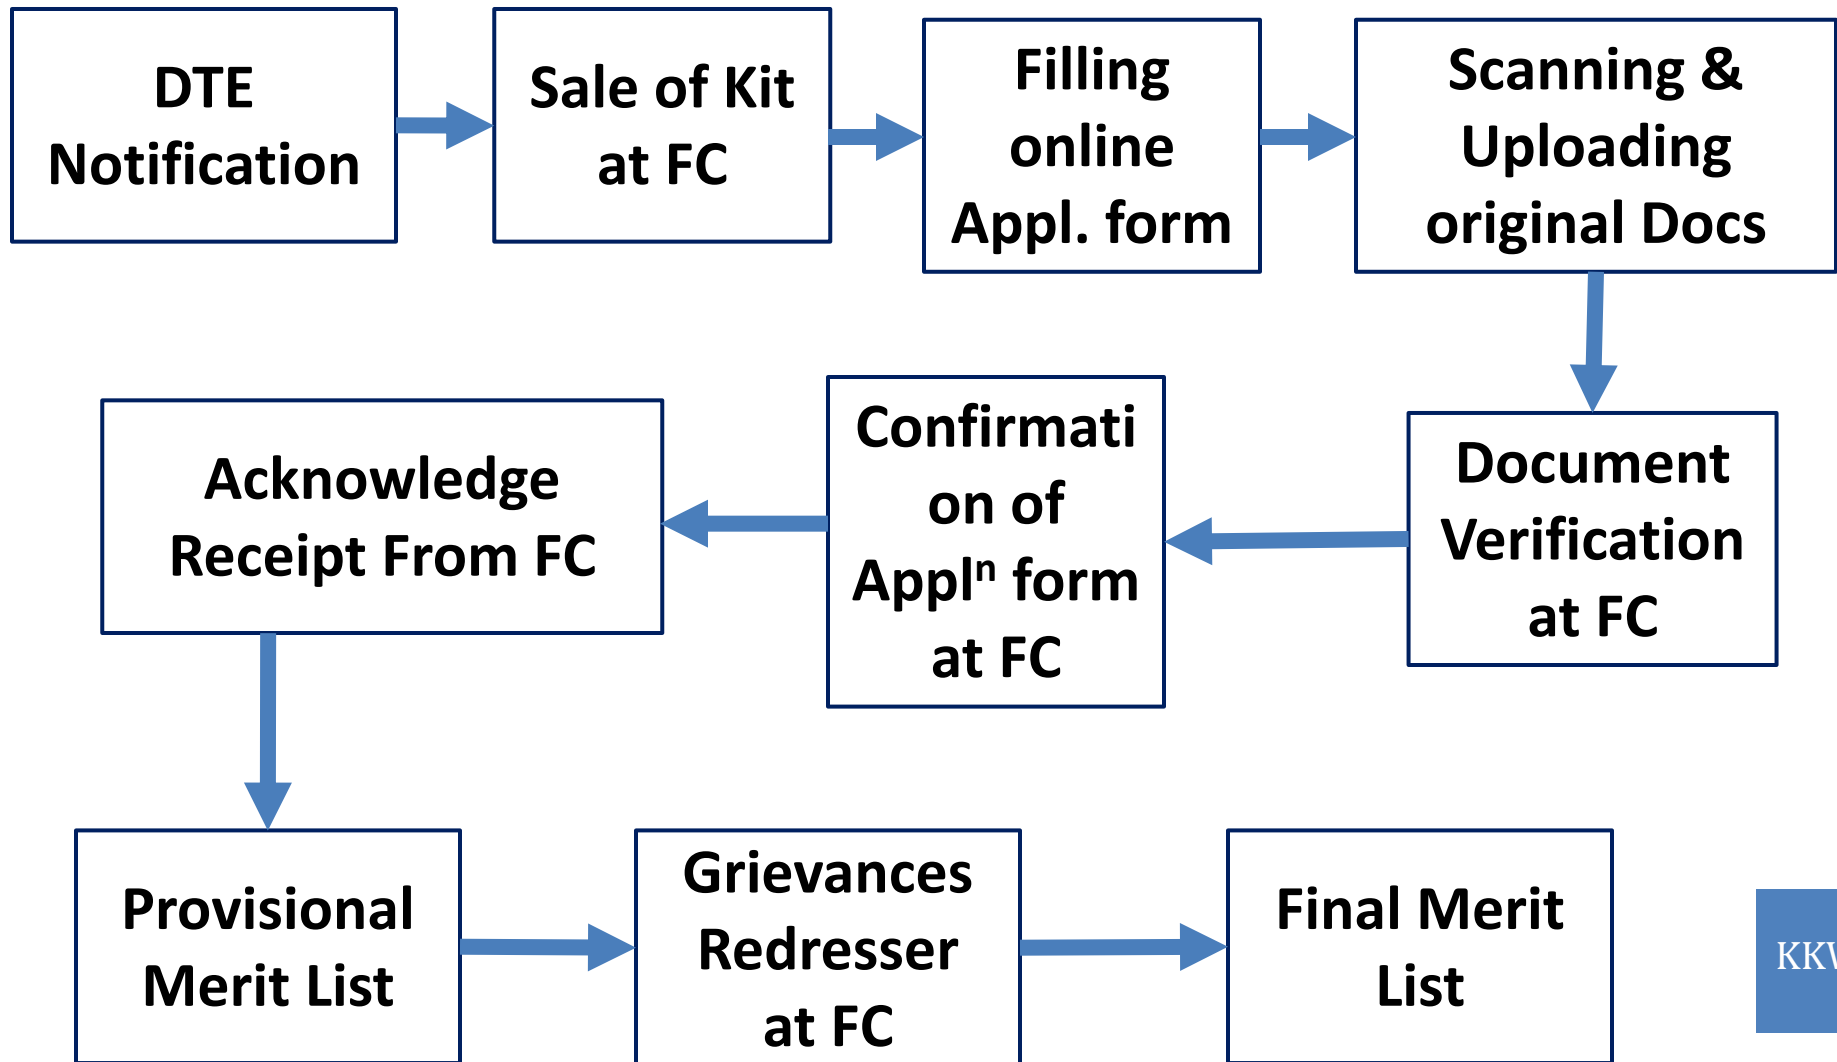 DTE
Notification
Sale of Kit
at FC
Filling
online
Appl. form
Scanning &
Uploading
original Docs
Document
Verification
at FC
Confirmati
on of
Applⁿ form
at FC
Acknowledge
Receipt From FC
Provisional
Merit List
Grievances
Redresser
at FC
Final Merit
List